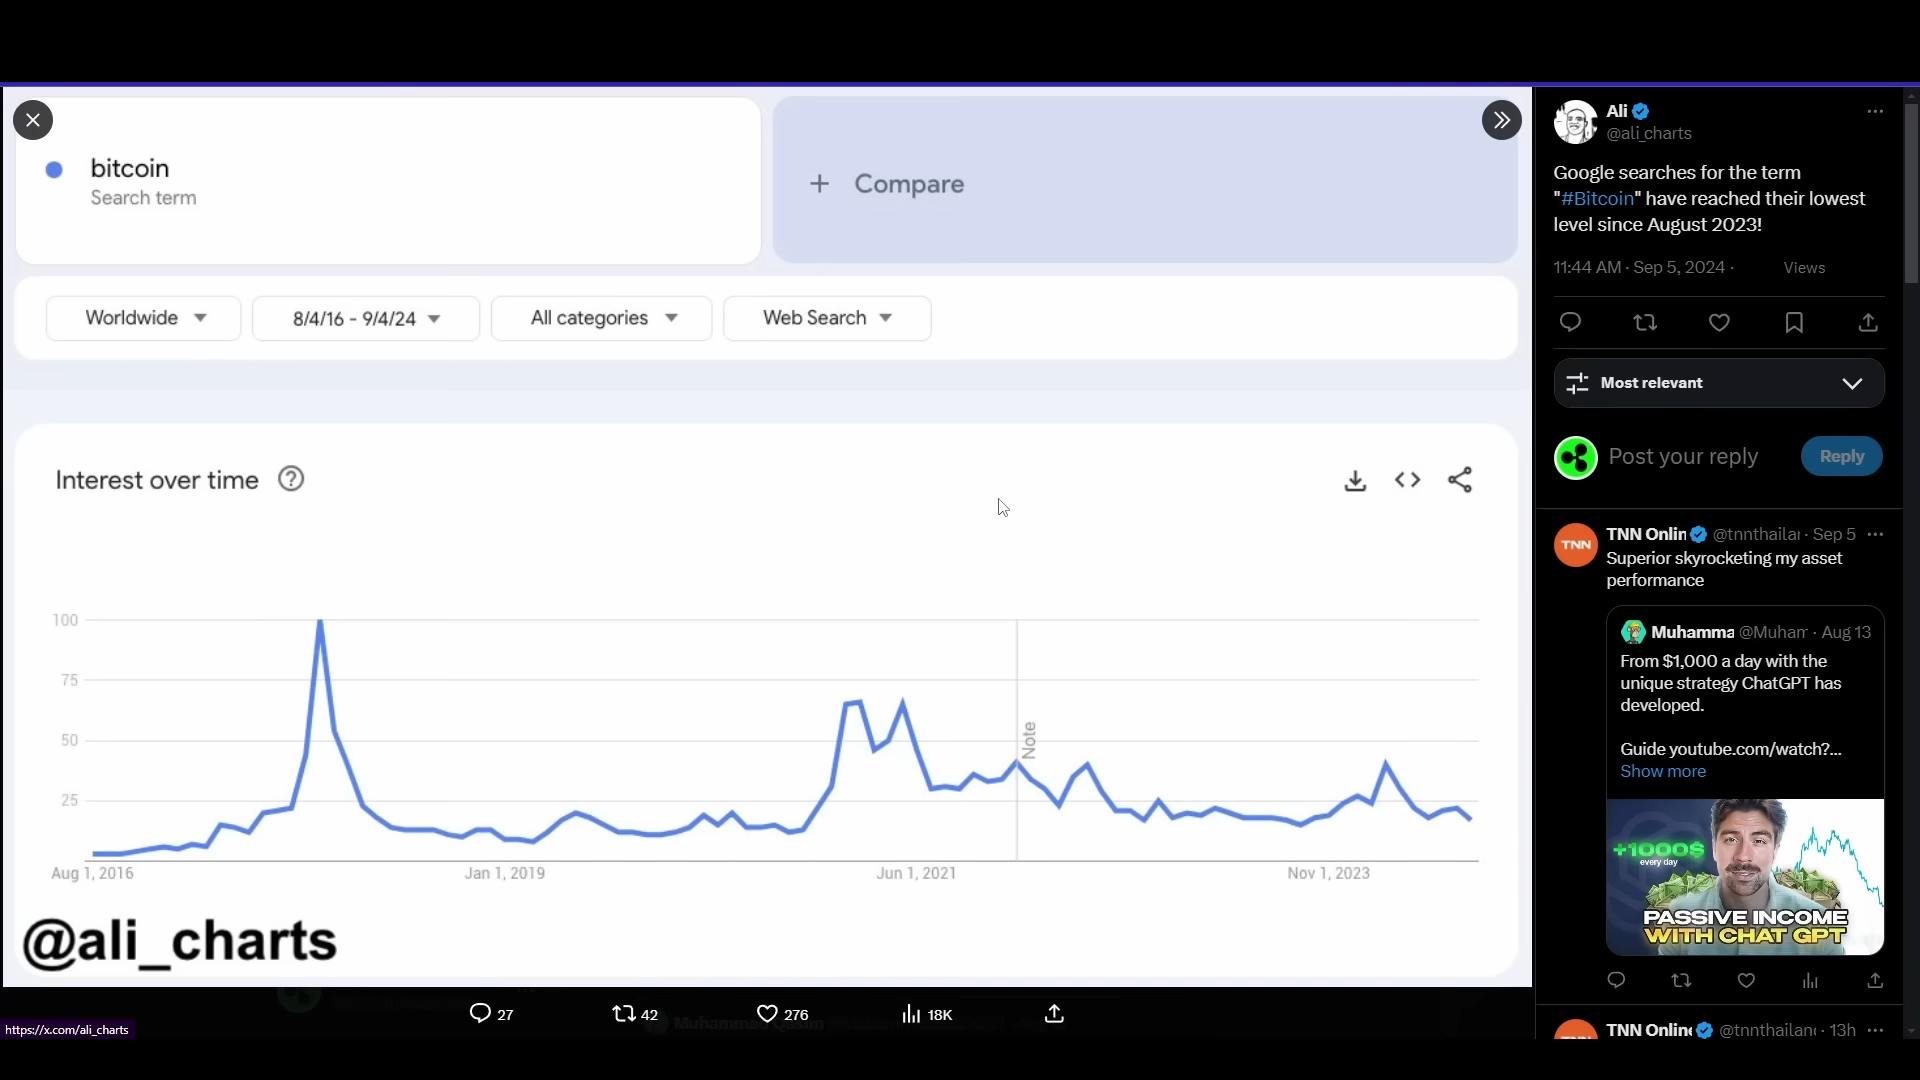 bitcoin
Search term
+ Compare
Worldwide
8/4/16 - 9/4/24
All categories
Web Search
Interest over time
100
75
50
25
Note
Aug 1, 2016
Jan 1, 2019
Jun 1, 2021
Nov 1, 2023
@ali_charts
27
42
276
18K
https://x.com/ali_charts
Ali
@ali_charts
Google searches for the term
"#Bitcoin" have reached their lowest
level since August 2023!
11:44 AM · Sep 5, 2024 · Views
Most relevant
Post your reply
Reply
TNN
TNN Onlin @tnnthailan · Sep 5
Superior skyrocketing my asset
performance
Muhamma @Muham · Aug 13
From $1,000 a day with the
unique strategy ChatGPT has
developed.
Guide youtube.com/watch?...
Show more
+1000$
every day
PASSIVE INCOME
WITH CHAT GPT
TNN Online @tnnthailand · 13h